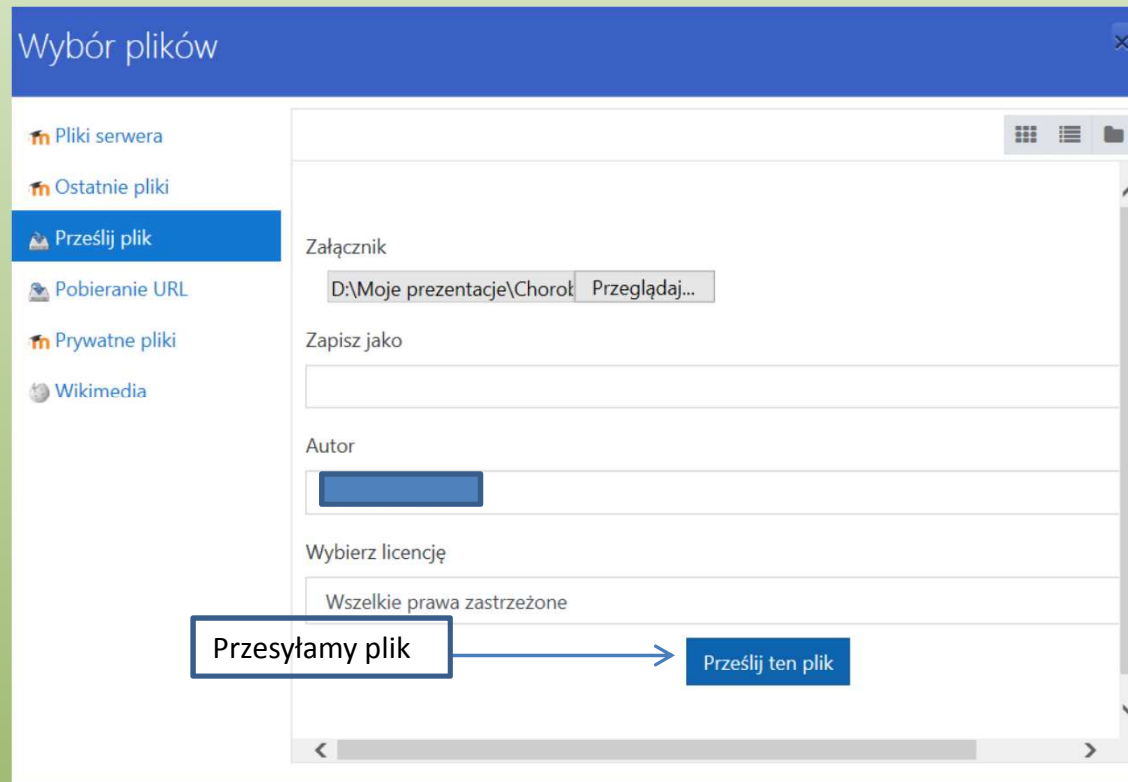 Wybór plików
Pliki serwera
Ostatnie pliki
Prześlij plik
Pobieranie URL
Prywatne pliki
Wikimedia
Załącznik
D:\Moje prezentacje\Chorob Przeglądaj...
Zapisz jako
Autor
Wybierz licencję
Wszelkie prawa zastrzeżone
Przesyłamy plik
Prześlij ten plik